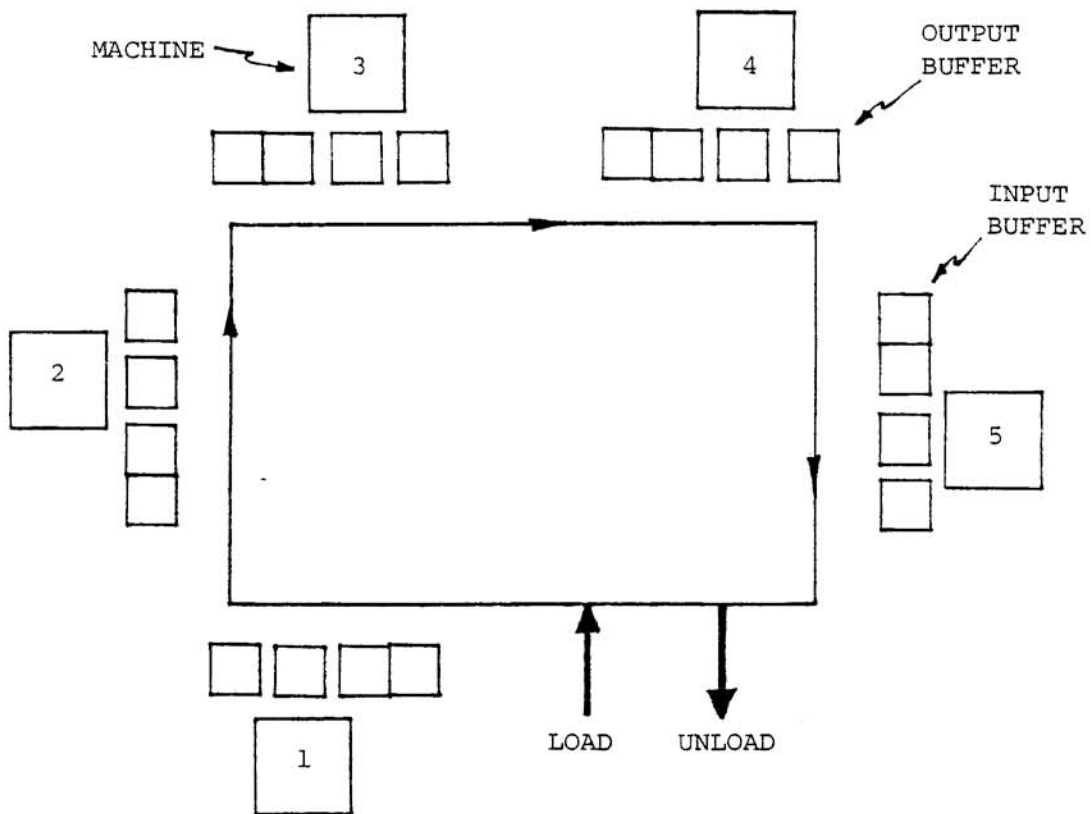 MACHINE
3
4
OUTPUT
BUFFER
INPUT
BUFFER
2
5
LOAD
UNLOAD
1